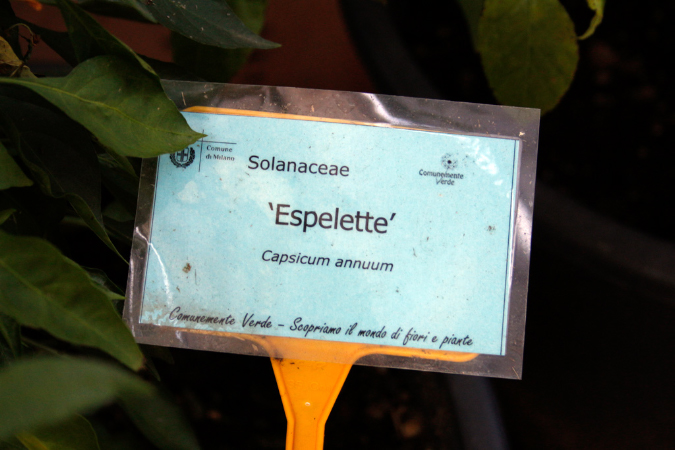 Comune
di Milano
Solanaceae
Comunemente
Verde
'Espelette'
Capsicum annuum
Comunemente Verde - Scopriamo il mondo di fiori e piante